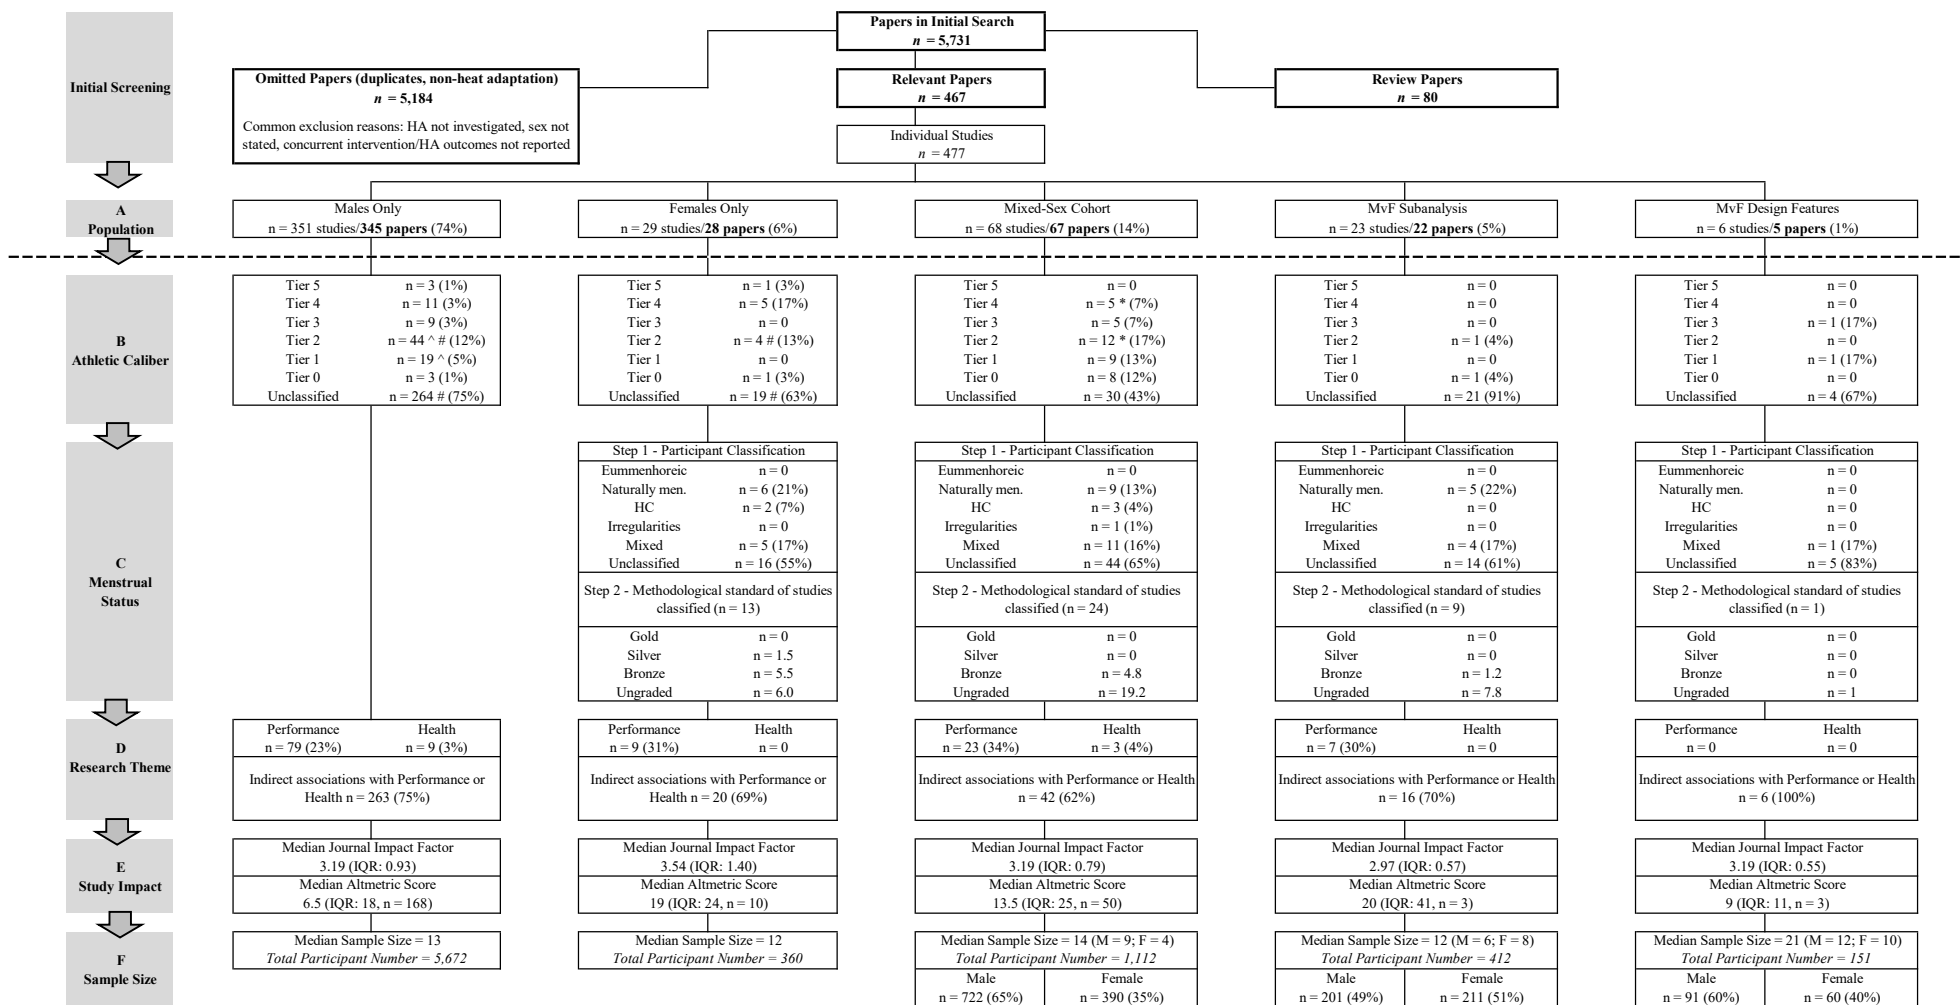 Papers in Initial Search
n = 5,731
Initial Screening
Omitted Papers (duplicates, non-heat adaptation)
n = 5,184
Common exclusion reasons: HA not investigated, sex not
stated, concurrent intervention/HA outcomes not reported
Relevant Papers
n = 467
Review Papers
n = 80
Individual Studies
n = 477
A
Population
Males Only
n = 351 studies/345 papers (74%)
Females Only
n = 29 studies/28 papers (6%)
Mixed-Sex Cohort
n = 68 studies/67 papers (14%)
MvF Subanalysis
n = 23 studies/22 papers (5%)
MvF Design Features
n = 6 studies/5 papers (1%)
B
Athletic Caliber
Tier 5 n = 3 (1%)
Tier 4 n = 11 (3%)
Tier 3 n = 9 (3%)
Tier 2 n = 44 ^ # (12%)
Tier 1 n = 19 ^ (5%)
Tier 0 n = 3 (1%)
Unclassified n = 264 # (75%)
Tier 5 n = 1 (3%)
Tier 4 n = 5 (17%)
Tier 3 n = 0
Tier 2 n = 4 # (13%)
Tier 1 n = 0
Tier 0 n = 1 (3%)
Unclassified n = 19 # (63%)
Tier 5 n = 0
Tier 4 n = 5 * (7%)
Tier 3 n = 5 (7%)
Tier 2 n = 12 * (17%)
Tier 1 n = 9 (13%)
Tier 0 n = 8 (12%)
Unclassified n = 30 (43%)
Tier 5 n = 0
Tier 4 n = 0
Tier 3 n = 0
Tier 2 n = 1 (4%)
Tier 1 n = 0
Tier 0 n = 1 (4%)
Unclassified n = 21 (91%)
Tier 5 n = 0
Tier 4 n = 0
Tier 3 n = 1 (17%)
Tier 2 n = 0
Tier 1 n = 1 (17%)
Tier 0 n = 0
Unclassified n = 4 (67%)
C
Menstrual
Status
Step 1 - Participant Classification
Eummenhoreic n = 0
Naturally men. n = 6 (21%)
HC n = 2 (7%)
Irregularities n = 0
Mixed n = 5 (17%)
Unclassified n = 16 (55%)
Step 2 - Methodological standard of studies
classified (n = 13)
Gold n = 0
Silver n = 1.5
Bronze n = 5.5
Ungraded n = 6.0
Step 1 - Participant Classification
Eummenhoreic n = 0
Naturally men. n = 9 (13%)
HC n = 3 (4%)
Irregularities n = 1 (1%)
Mixed n = 11 (16%)
Unclassified n = 44 (65%)
Step 2 - Methodological standard of studies
classified (n = 24)
Gold n = 0
Silver n = 0
Bronze n = 4.8
Ungraded n = 19.2
Step 1 - Participant Classification
Eummenhoreic n = 0
Naturally men. n = 5 (22%)
HC n = 0
Irregularities n = 0
Mixed n = 4 (17%)
Unclassified n = 14 (61%)
Step 2 - Methodological standard of studies
classified (n = 9)
Gold n = 0
Silver n = 0
Bronze n = 1.2
Ungraded n = 7.8
Step 1 - Participant Classification
Eummenhoreic n = 0
Naturally men. n = 0
HC n = 0
Irregularities n = 0
Mixed n = 1 (17%)
Unclassified n = 5 (83%)
Step 2 - Methodological standard of studies
classified (n = 1)
Gold n = 0
Silver n = 0
Bronze n = 0
Ungraded n = 1
D
Research Theme
Performance Health
n = 79 (23%) n = 9 (3%)
Indirect associations with Performance or
Health n = 263 (75%)
Performance Health
n = 9 (31%) n = 0
Indirect associations with Performance or
Health n = 20 (69%)
Performance Health
n = 23 (34%) n = 3 (4%)
Indirect associations with Performance or Health
n = 42 (62%)
Performance Health
n = 7 (30%) n = 0
Indirect associations with Performance or Health
n = 16 (70%)
Performance Health
n = 0 n = 0
Indirect associations with Performance or Health
n = 6 (100%)
E
Study Impact
Median Journal Impact Factor
3.19 (IQR: 0.93)
Median Altmetric Score
6.5 (IQR: 18, n = 168)
Median Journal Impact Factor
3.54 (IQR: 1.40)
Median Altmetric Score
19 (IQR: 24, n = 10)
Median Journal Impact Factor
3.19 (IQR: 0.79)
Median Altmetric Score
13.5 (IQR: 25, n = 50)
Median Journal Impact Factor
2.97 (IQR: 0.57)
Median Altmetric Score
20 (IQR: 41, n = 3)
Median Journal Impact Factor
3.19 (IQR: 0.55)
Median Altmetric Score
9 (IQR: 11, n = 3)
F
Sample Size
Median Sample Size = 13
Total Participant Number = 5,672
Median Sample Size = 12
Total Participant Number = 360
Median Sample Size = 14 (M = 9; F = 4)
Total Participant Number = 1,112
Male Female
n = 722 (65%) n = 390 (35%)
Median Sample Size = 12 (M = 6; F = 8)
Total Participant Number = 412
Male Female
n = 201 (49%) n = 211 (51%)
Median Sample Size = 21 (M = 12; F = 10)
Total Participant Number = 151
Male Female
n = 91 (60%) n = 60 (40%)